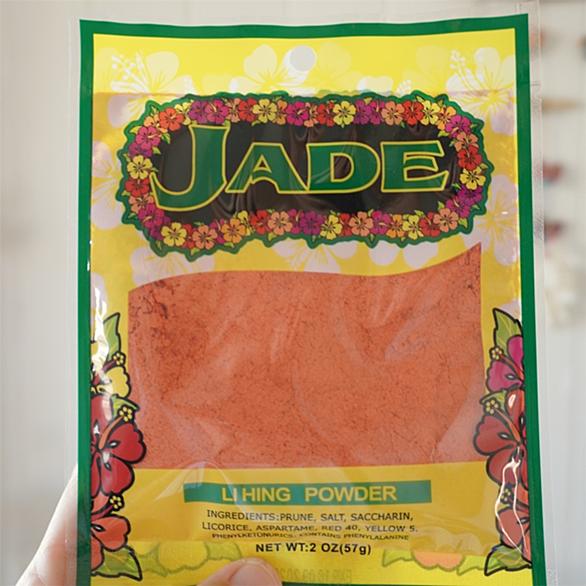 JADE
LI HING POWDER
INGREDIENTS:PRUNE, SALT, SACCHARIN,
LICORICE, ASPARTAME, RED 40, YELLOW 5.
PHENYLKETONURICS: CONTAINS PHENYLALANINE
NET WT:2 OZ(57g)